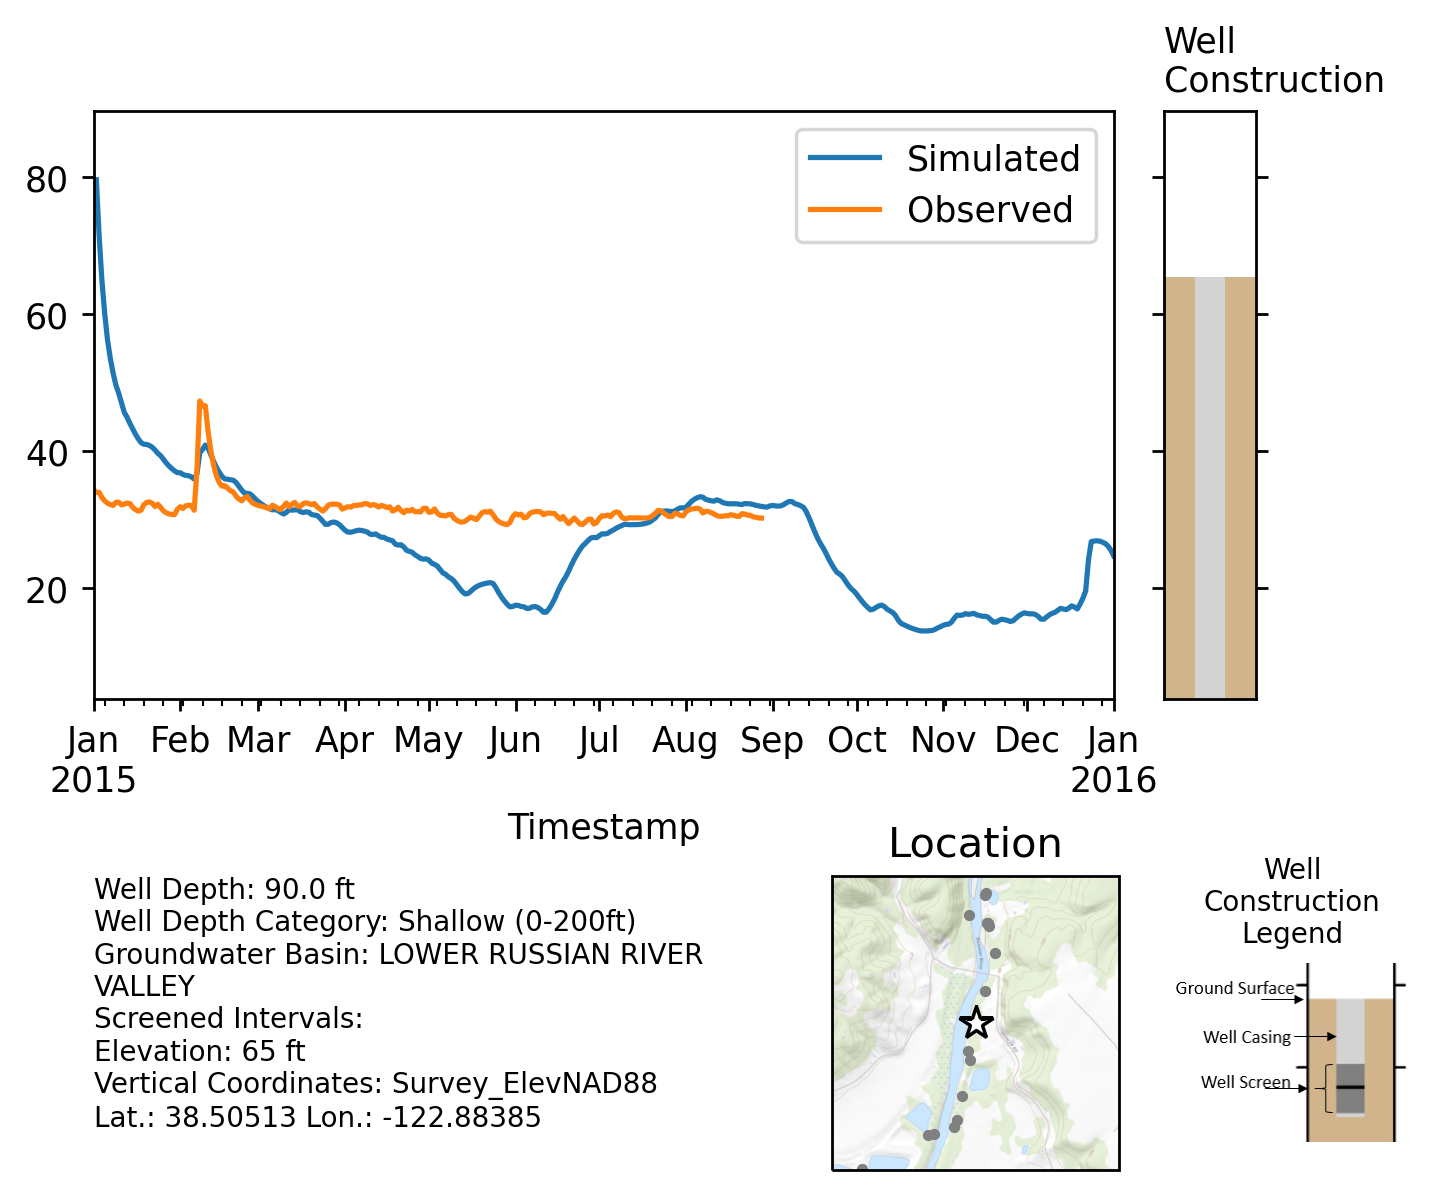 Well
Construction
Simulated
Observed
80
60
40
20
Jan
2015
Feb
Mar
Apr
May
Jun
Jul
Aug
Sep
Oct
Nov
Dec
Jan
2016
Timestamp
Well Depth: 90.0 ft
Well Depth Category: Shallow (0-200ft)
Groundwater Basin: LOWER RUSSIAN RIVER
VALLEY
Screened Intervals:
Elevation: 65 ft
Vertical Coordinates: Survey_ElevNAD88
Lat.: 38.50513 Lon.: -122.88385
Location
Well
Construction
Legend
Ground Surface
Well Casing
Well Screen